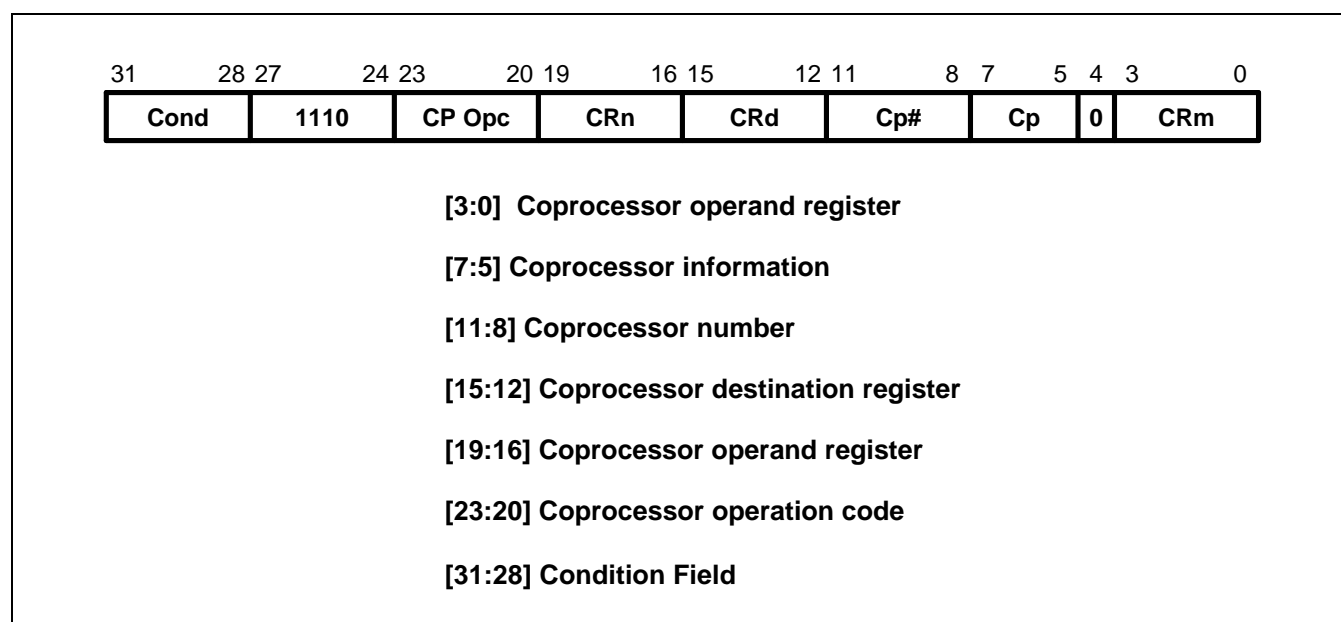 31 28 27 24 23 20 19 16 15 12 11 8 7 5 4 3 0
Cond 1110 CP Opc CRn CRd Cp# Cp 0 CRm
[3:0] Coprocessor operand register
[7:5] Coprocessor information
[11:8] Coprocessor number
[15:12] Coprocessor destination register
[19:16] Coprocessor operand register
[23:20] Coprocessor operation code
[31:28] Condition Field